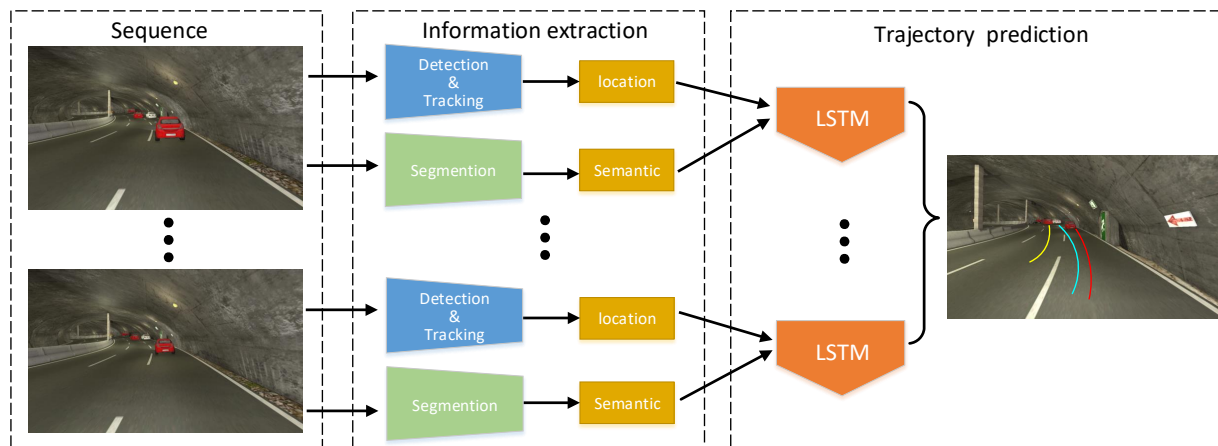 Sequence
Information extraction
Trajectory prediction
Detection
&
Tracking
location
LSTM
Segmention
Semantic
Detection
&
Tracking
location
LSTM
Segmention
Semantic